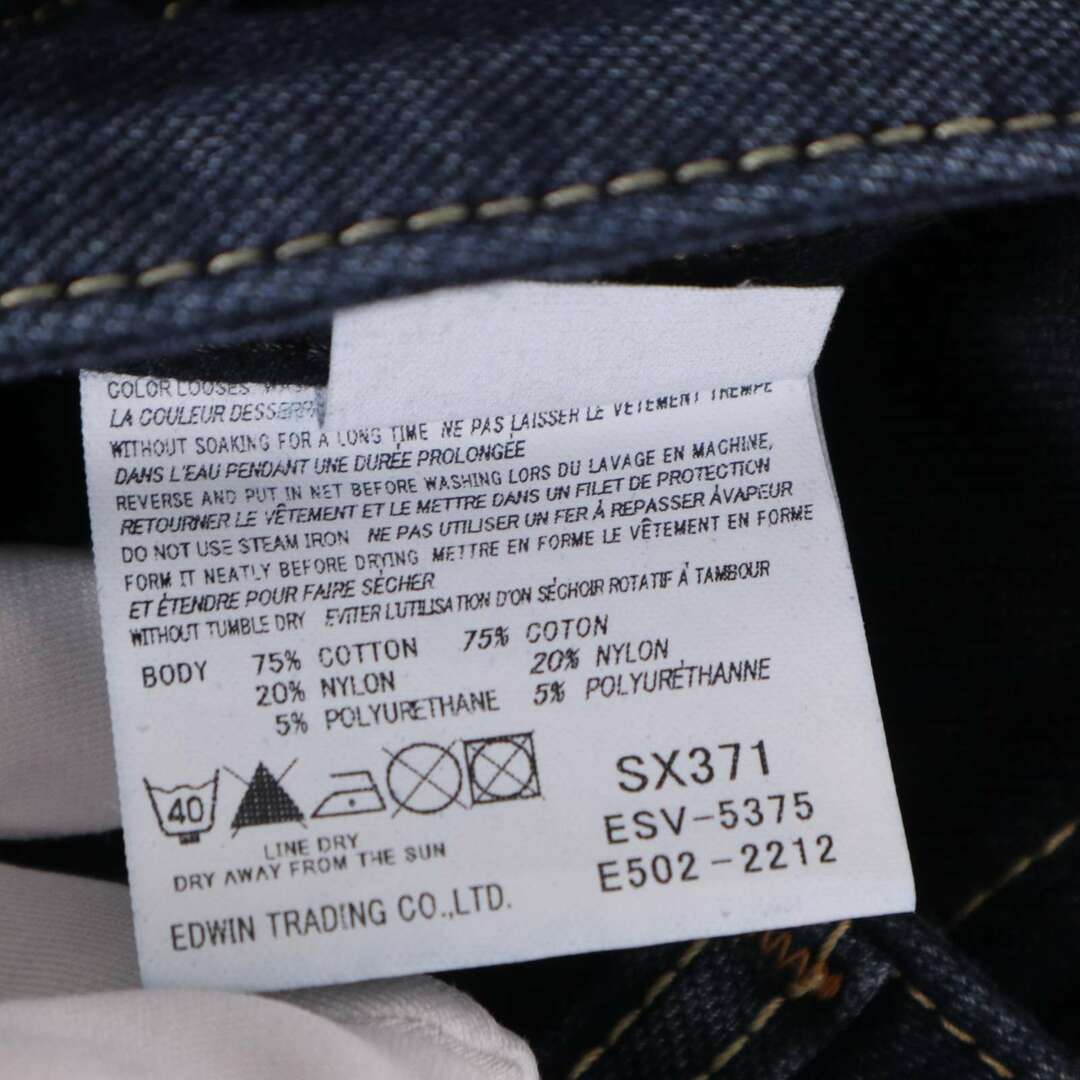 COLOR LOOSES
LA COULEUR
WITHOUT SOAKING FOR A LONG TIME NE PAS LAISSER LE VETEMENT TREMPE
DANS L'EAU PENDANT UNE DURÉE PROLONGÉE
REVERSE AND PUT IN NET BEFORE WASHING LORS DU LAVAGE EN MACHINE,
RETOURNER LE VÊTEMENT ET LE METTRE DANS UN FILET DE PROTECTION
DO NOT USE STEAM IRON NE PAS UTILISER UN FER À REPASSER ÀVAPEUR
FORM IT NEATLY BEFORE DRYING METTRE EN FORME LE VÊTEMENT EN FORME
ET ÉTENDRE POUR FAIRE SÉCHER
WITHOUT TUMBLE DRY EVITER L'UTILISATION D'ON SÉCHOIR ROTATIF À TAMBOUR
BODY 75% COTTON 75% COTON
20% NYLON 20% NYLON
5% POLYURETHANE 5% POLYURÉTHANNE
40
LINE DRY
DRY AWAY FROM THE SUN
EDWIN TRADING CO.,LTD.
SX371
ESV-5375
E502-2212